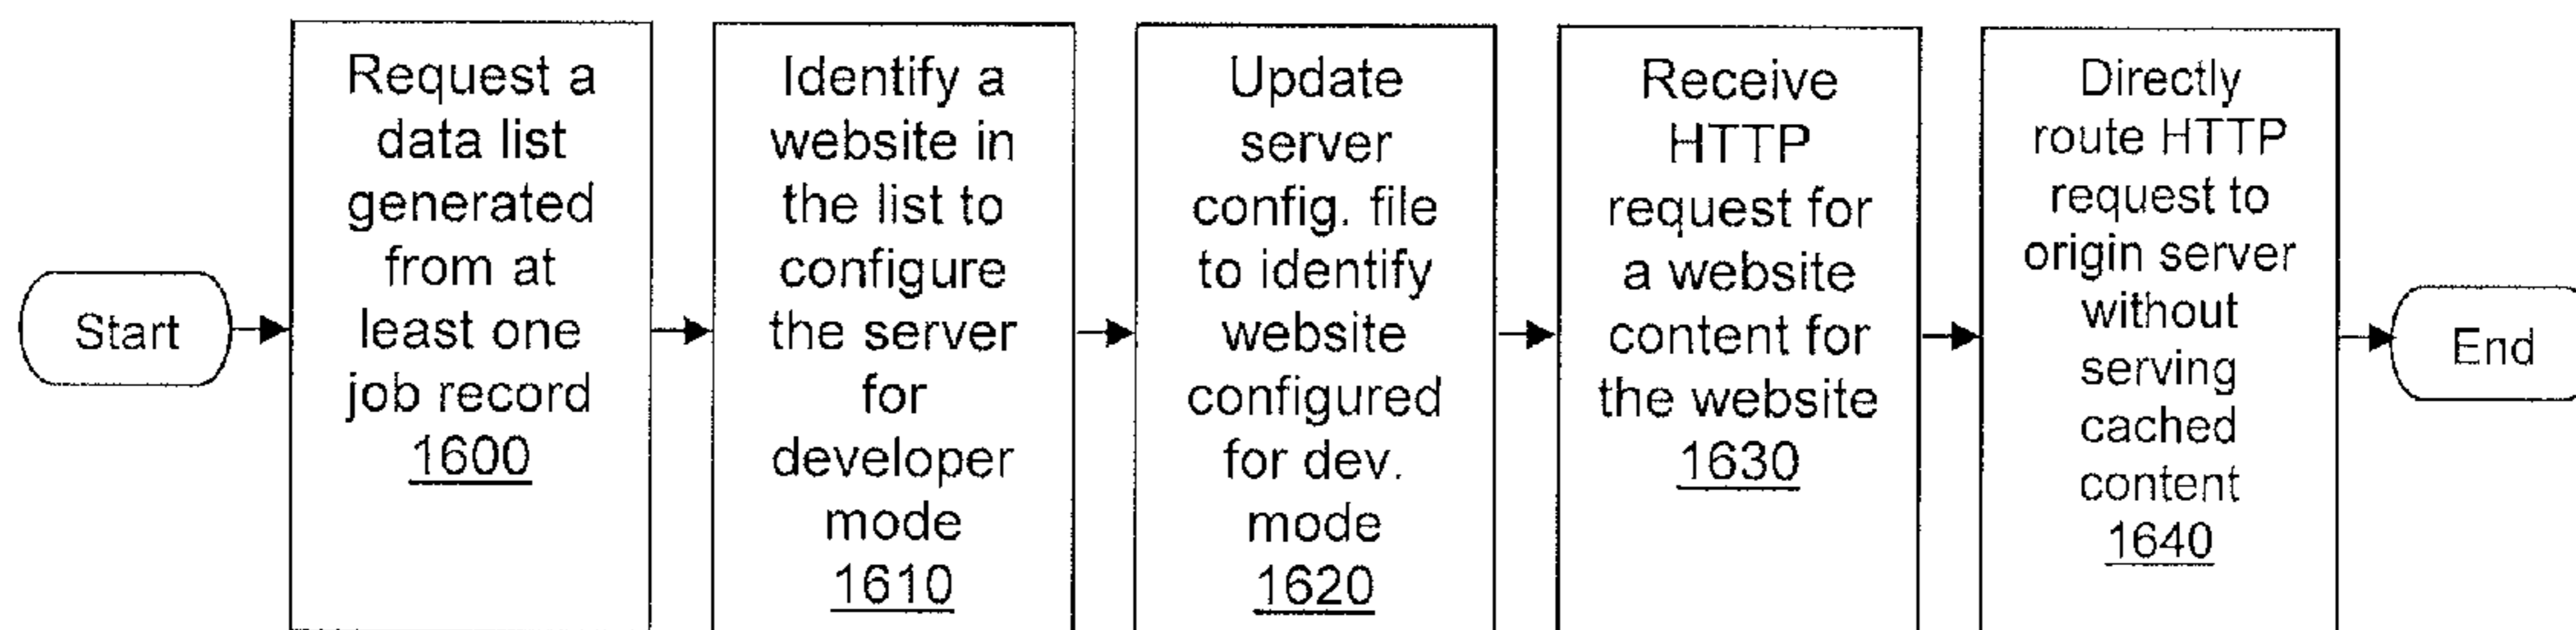 Start
Request a
data list
generated
from at
least one
job record
1600
Identify a
website in
the list to
configure
the server
for
developer
mode
1610
Update
server
config. file
to identify
website
configured
for dev.
mode
1620
Receive
HTTP
request for
a website
content for
the website
1630
Directly
route HTTP
request to
origin server
without
serving
cached
content
1640
End